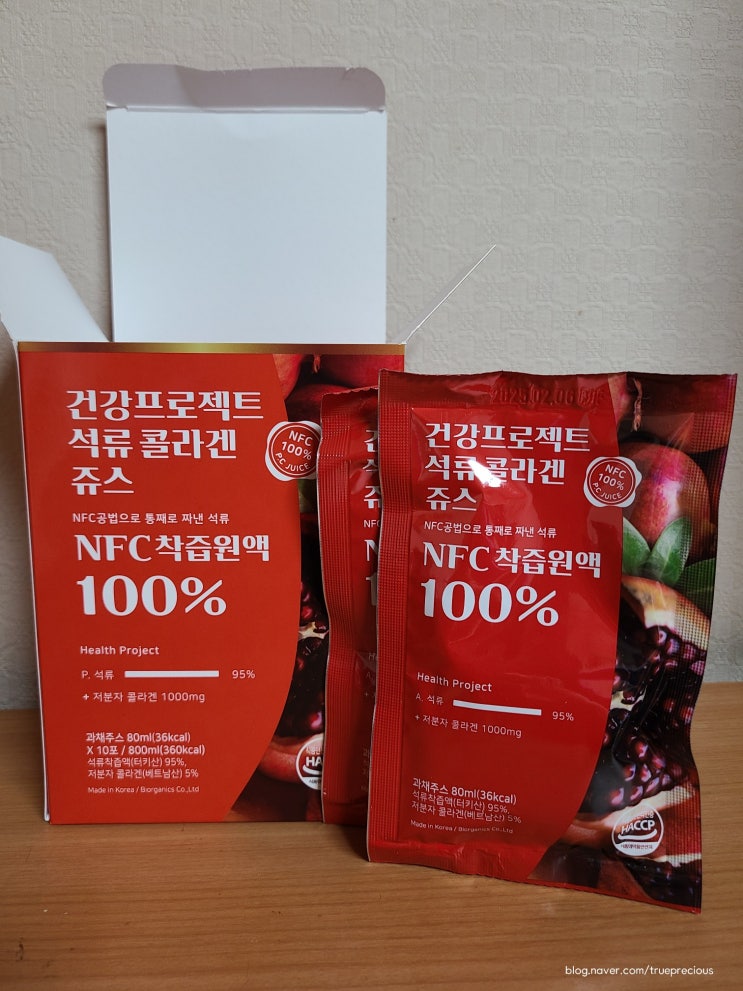 건강프로젝트
석류 콜라겐
쥬스
NFC
100%
P.C JUICE
NFC공법으로 통째로 짜낸 석류
NFC 착즙원액
100%
Health Project
P. 석류 95%
+ 저분자 콜라겐 1000mg
과채주스 80ml(36kcal)
X 10포 / 800ml(360kcal)
석류착즙액(터키산) 95%,
저분자 콜라겐(베트남산) 5%
Made in Korea / Biorganics Co.,Ltd
HA
건강프로젝트
석류 콜라겐
쥬스
NFC
100%
P.C JUICE
NFC공법으로 통째로 짜낸 석류
NFC 착즙원액
100%
Health Project
A. 석류 95%
+ 저분자 콜라겐 1000mg
과채주스 80ml(36kcal)
석류착즙액(터키산) 95%,
저분자 콜라겐(베트남산) 5%
Made in Korea / Biorganics Co.,Ltd
HACCP
blog.naver.com/trueprecious